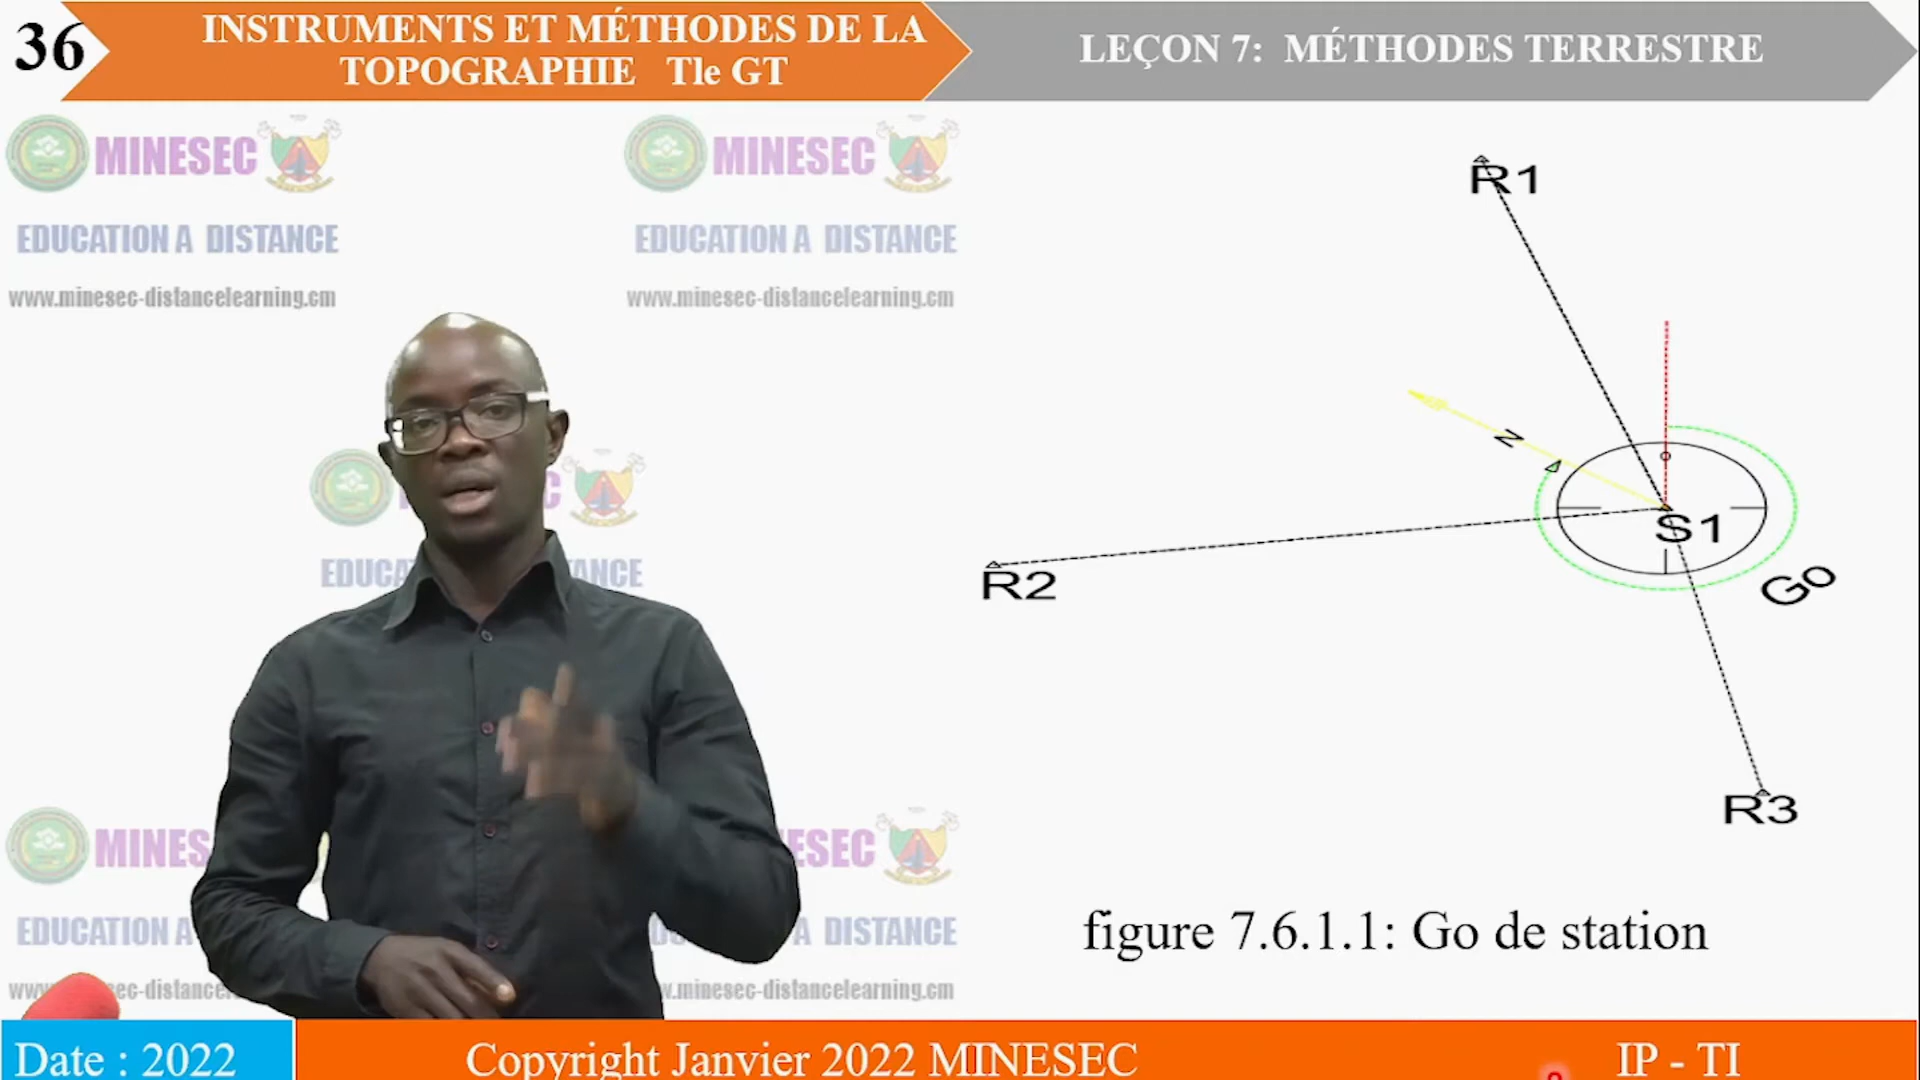 36
INSTRUMENTS ET MÉTHODES DE LA
TOPOGRAPHIE Tle GT
LEÇON 7: MÉTHODES TERRESTRE
MINESEC
EDUCATION A DISTANCE
www.minesec-distancelearning.cm
MINESEC
EDUCATION A DISTANCE
www.minesec-distancelearning.cm
R1
N
S1
R2
Go
R3
figure 7.6.1.1: Go de station
Date : 2022
Copyright Janvier 2022 MINESEC
IP - TI